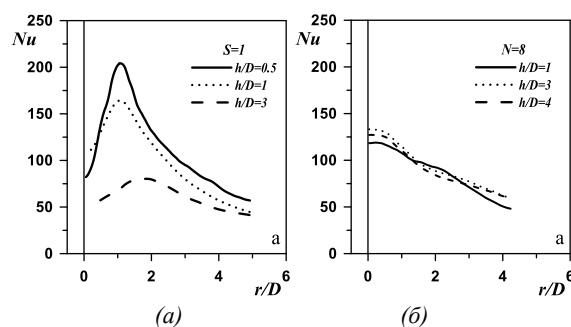 Nu
250
200
150
100
50
0
S=1
h/D=0.5
h/D=1
h/D=3
a
0 2 4 6
r/D
(а)
Nu
250
200
150
100
50
0
N=8
h/D=1
h/D=3
h/D=4
a
0 2 4 6
r/D
(б)